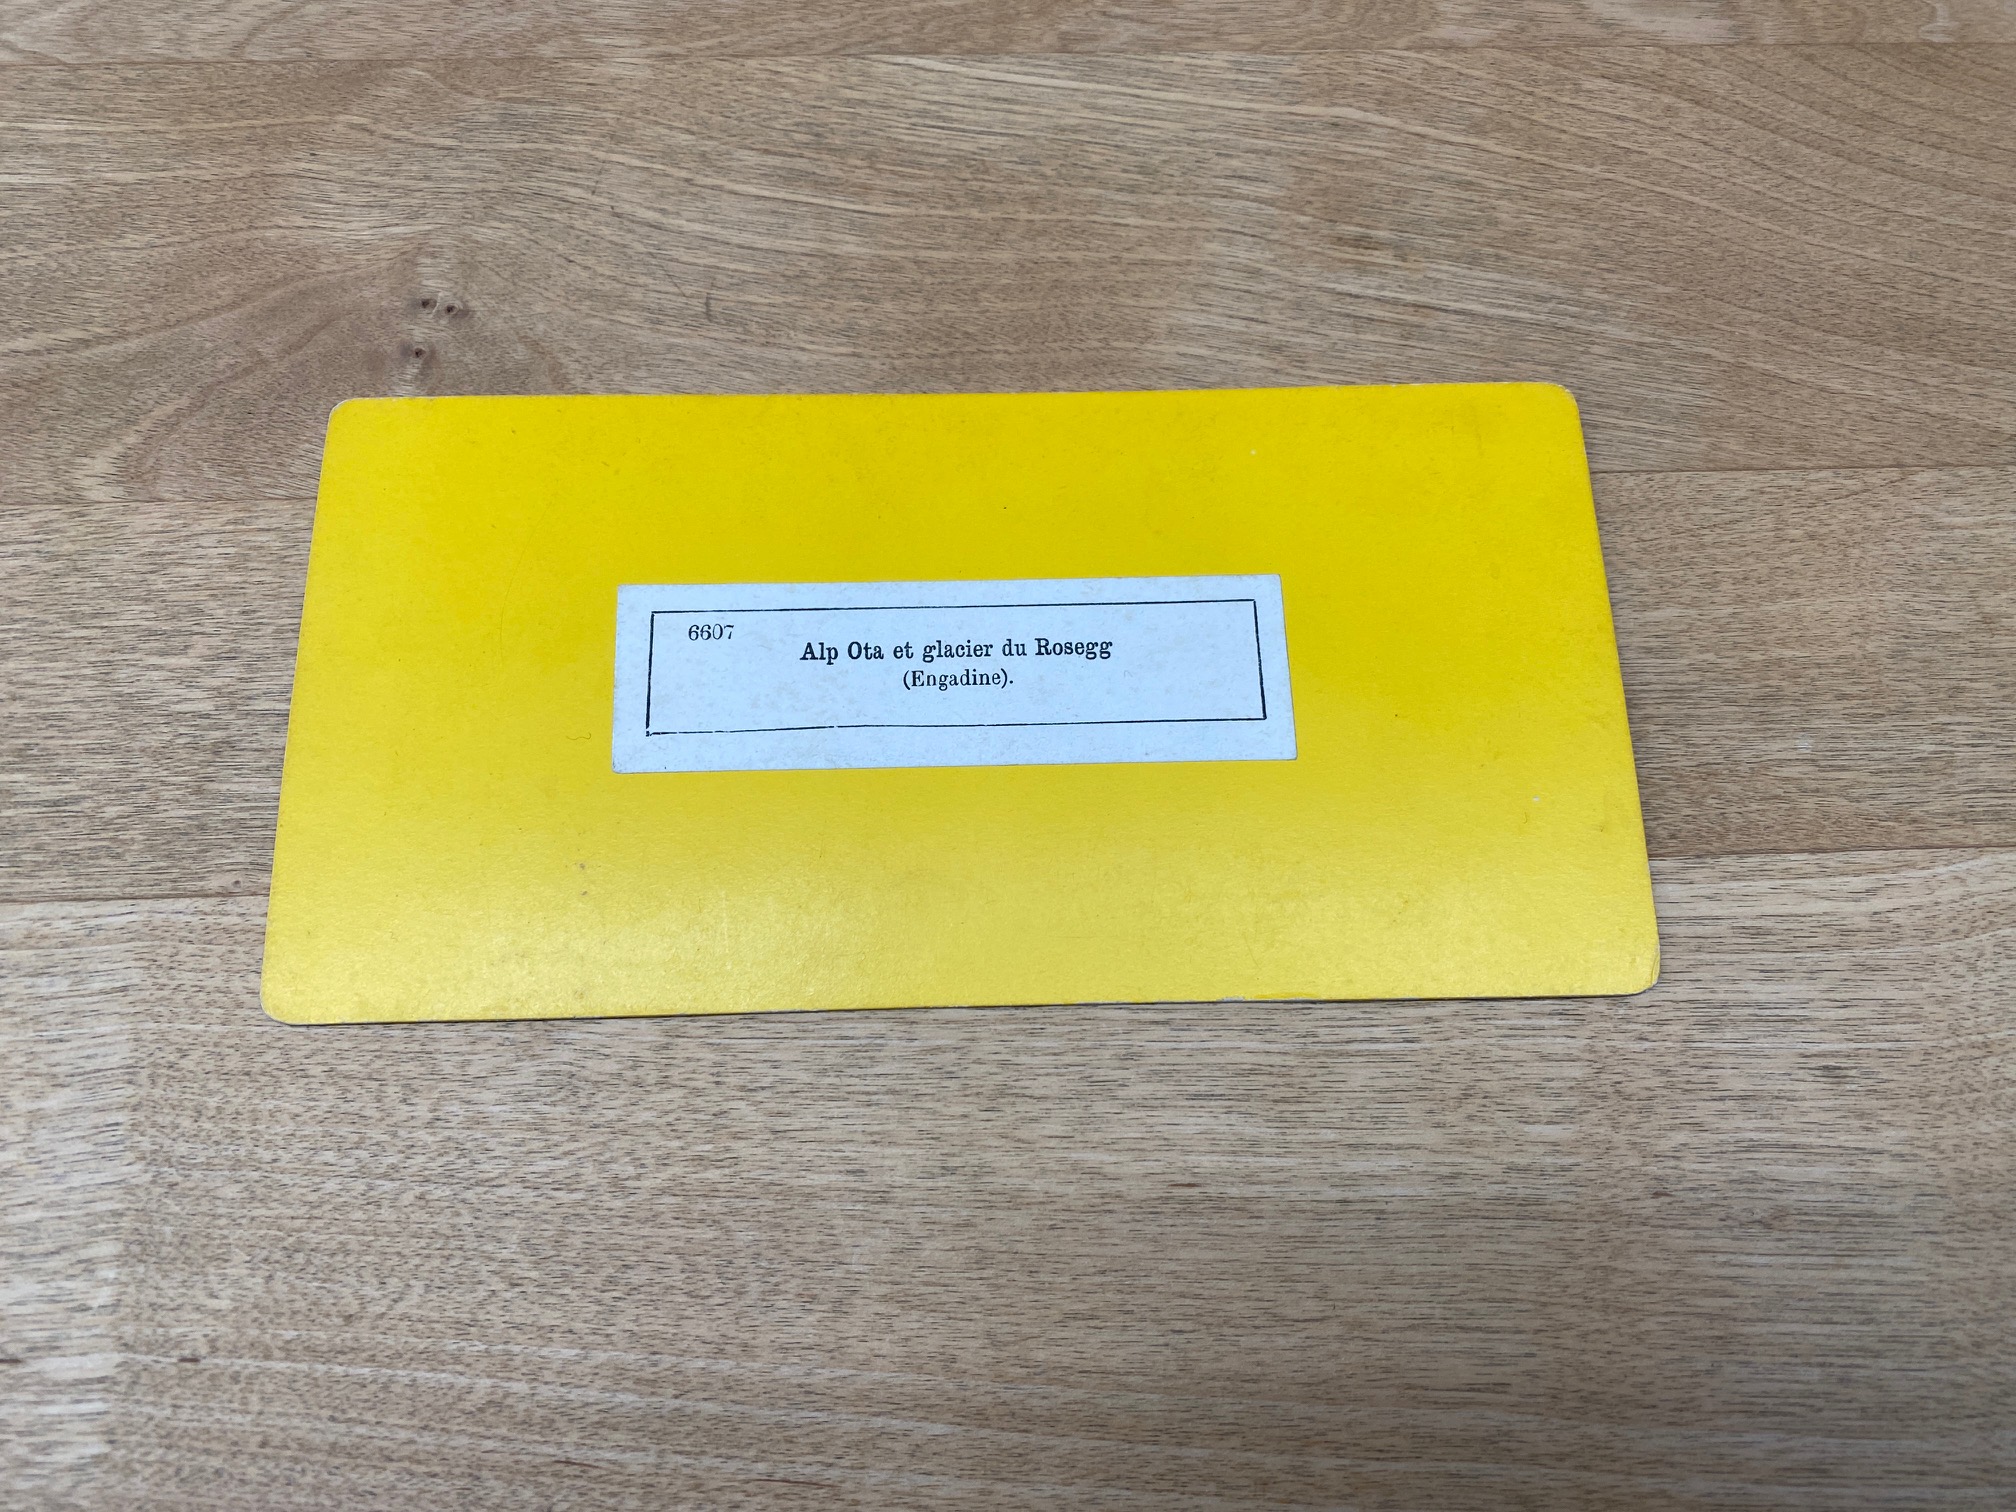 6607
Alp Ota et glacier du Rosegg
(Engadine).